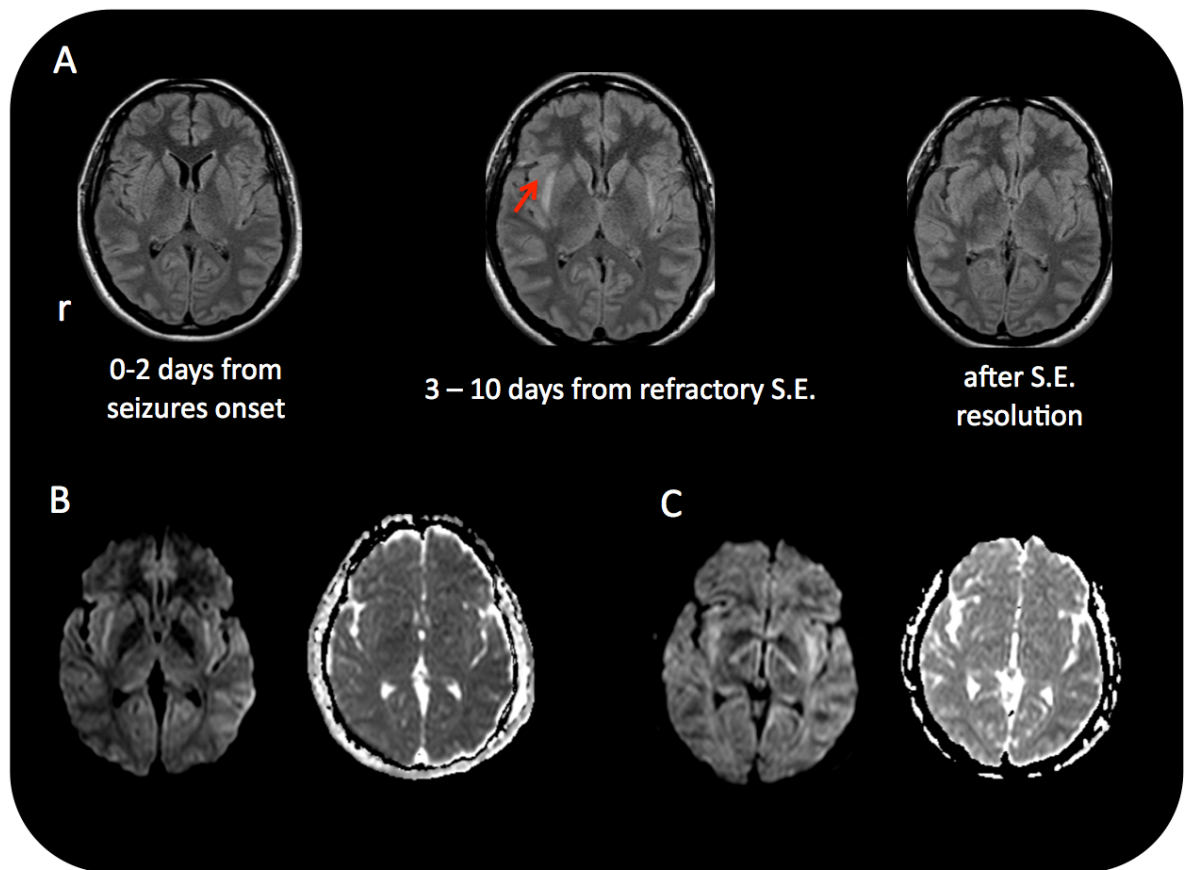 A
r
0-2 days from
seizures onset
3 – 10 days from refractory S.E.
after S.E.
resolution
B
C